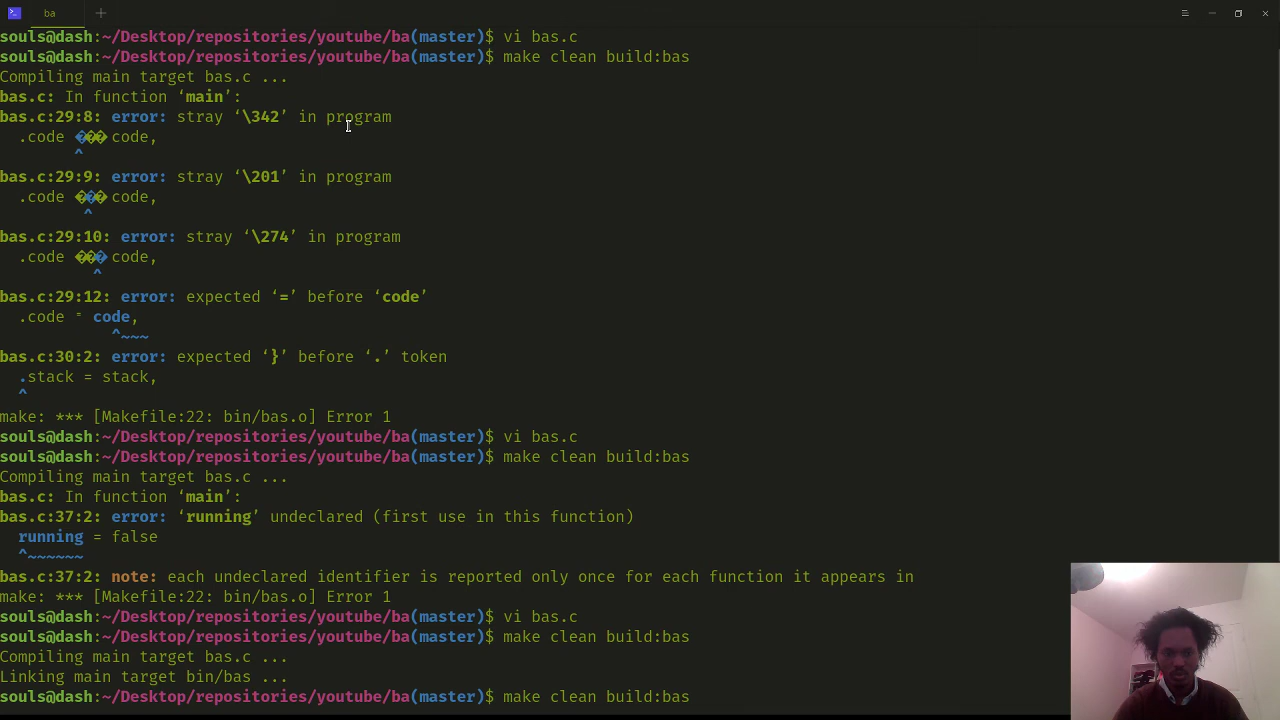 ba
souls@dash:~/Desktop/repositories/youtube/ba(master)$ vi bas.c
souls@dash:~/Desktop/repositories/youtube/ba(master)$ make clean build:bas
Compiling main target bas.c ...
bas.c: In function ‘main’:
bas.c:29:8: error: stray ‘\342’ in program
.code ��� code,
^
bas.c:29:9: error: stray ‘\201’ in program
.code ��� code,
^
bas.c:29:10: error: stray ‘\274’ in program
.code ��� code,
^
bas.c:29:12: error: expected ‘=’ before ‘code’
.code ⁼ code,
^~~~
bas.c:30:2: error: expected ‘}’ before ‘.’ token
.stack = stack,
^
make: *** [Makefile:22: bin/bas.o] Error 1
souls@dash:~/Desktop/repositories/youtube/ba(master)$ vi bas.c
souls@dash:~/Desktop/repositories/youtube/ba(master)$ make clean build:bas
Compiling main target bas.c ...
bas.c: In function ‘main’:
bas.c:37:2: error: ‘running’ undeclared (first use in this function)
running = false
^~~~~~~
bas.c:37:2: note: each undeclared identifier is reported only once for each function it appears in
make: *** [Makefile:22: bin/bas.o] Error 1
souls@dash:~/Desktop/repositories/youtube/ba(master)$ vi bas.c
souls@dash:~/Desktop/repositories/youtube/ba(master)$ make clean build:bas
Compiling main target bas.c ...
Linking main target bin/bas ...
souls@dash:~/Desktop/repositories/youtube/ba(master)$ make clean build:bas